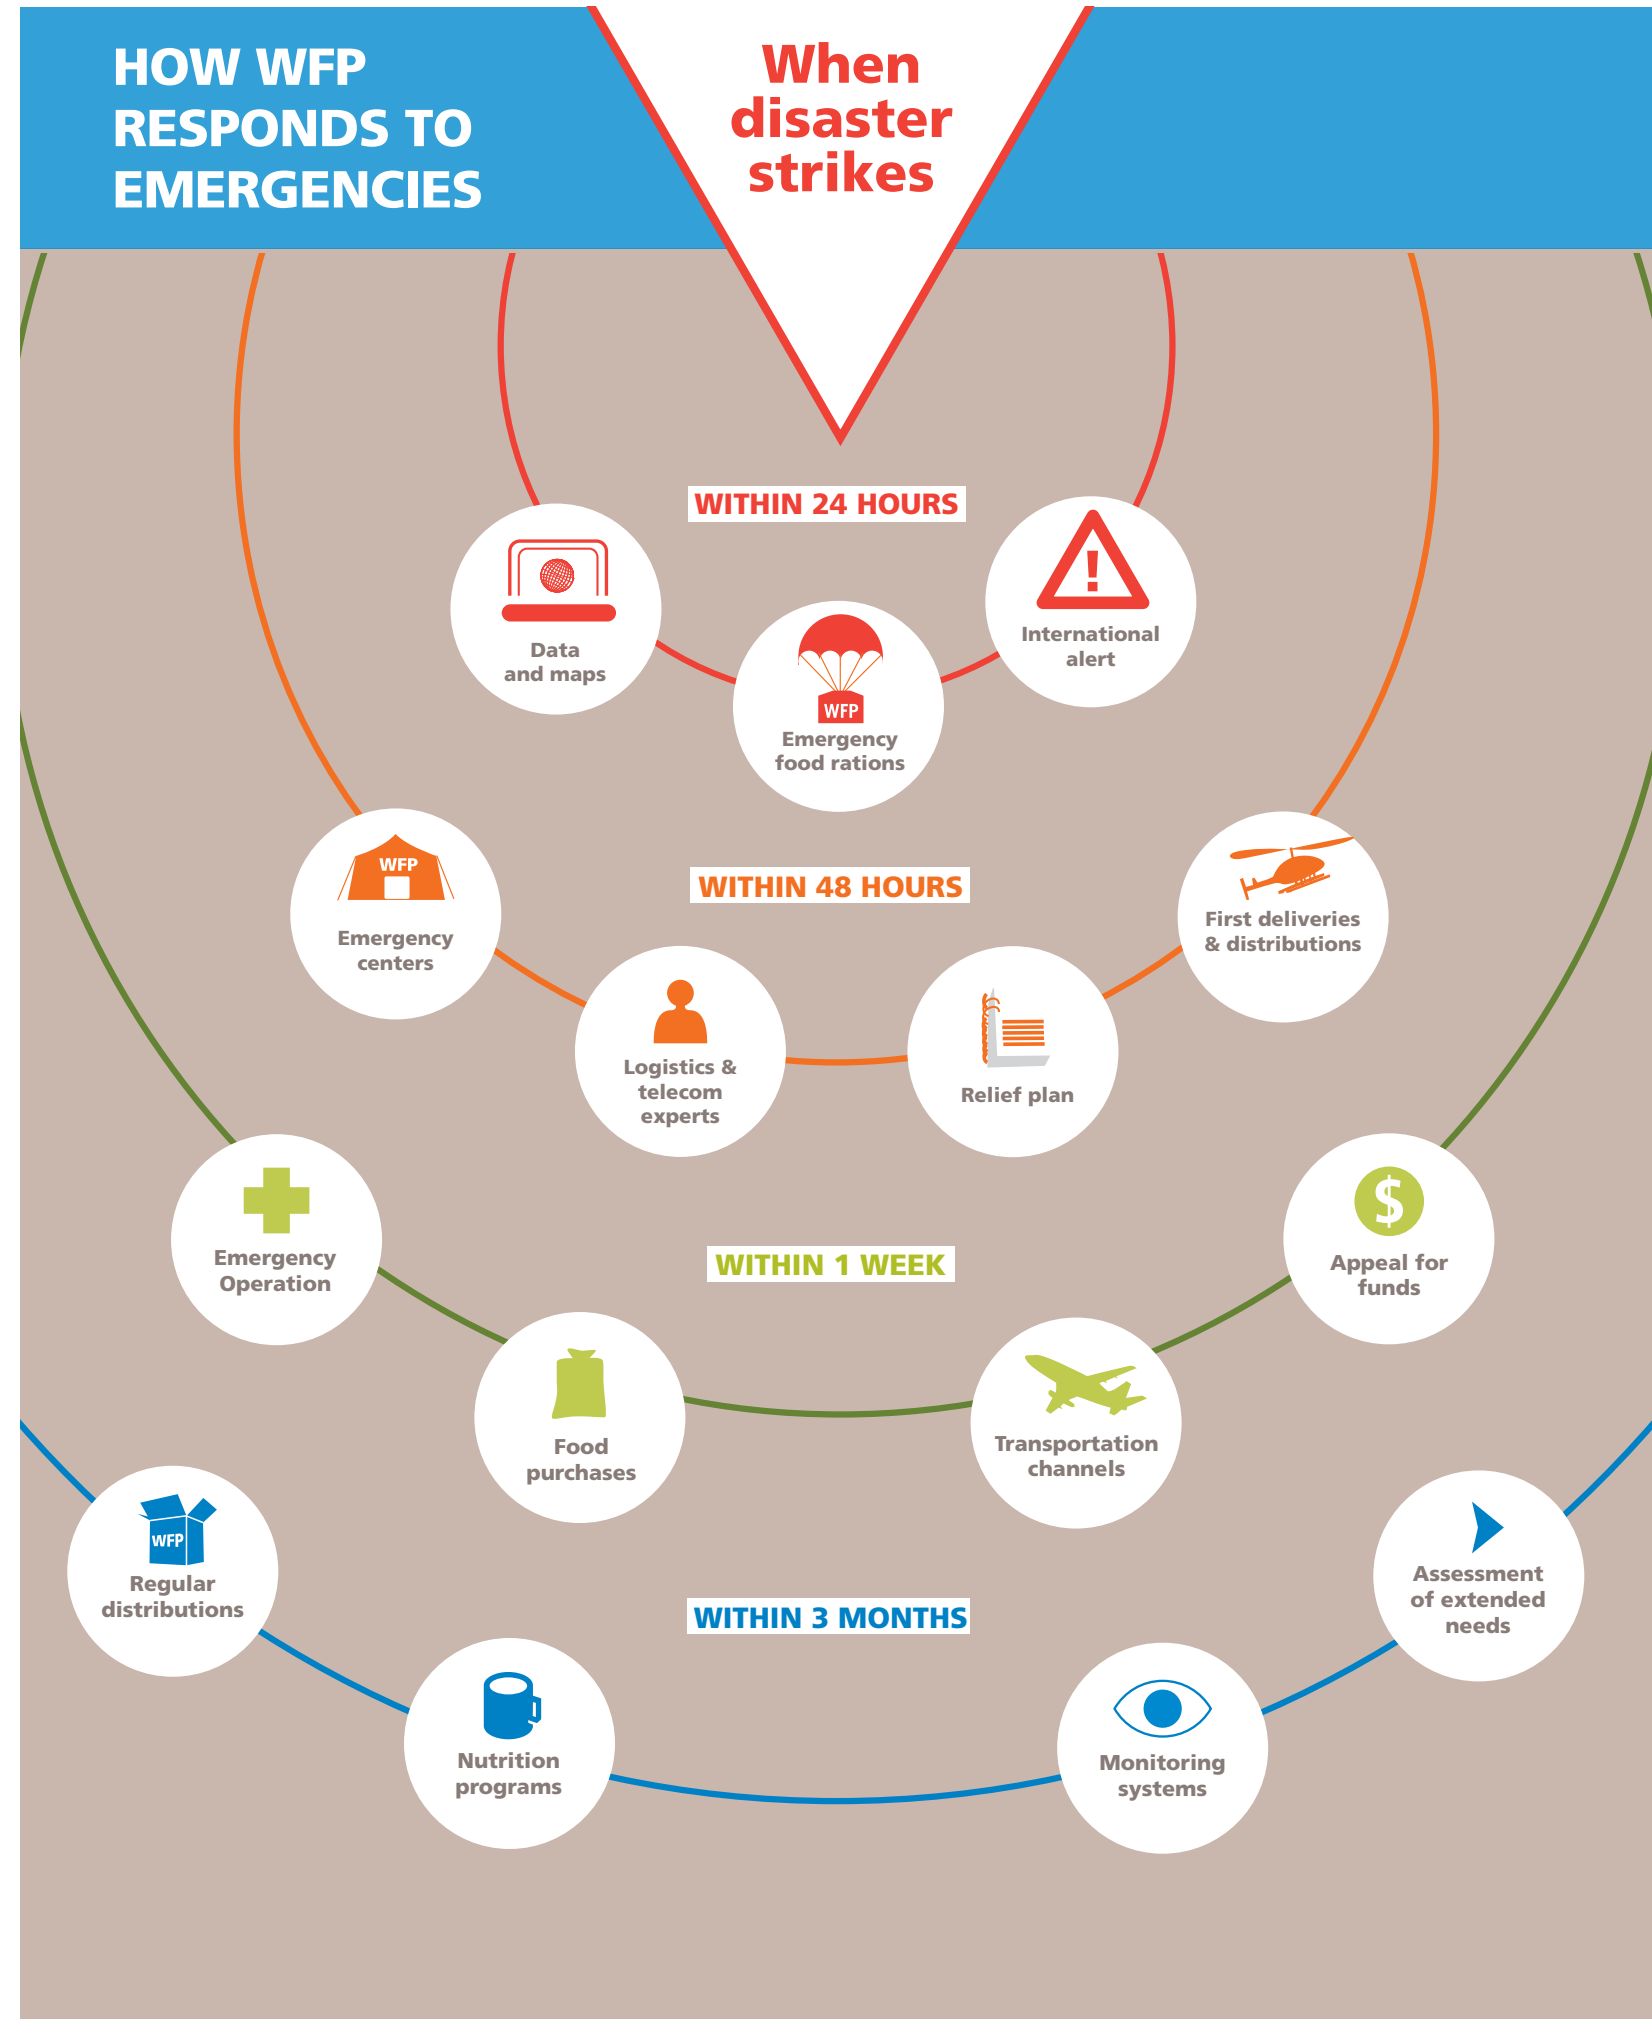 HOW WFP
RESPONDS TO
EMERGENCIES
When
disaster
strikes
WITHIN 24 HOURS
Data
and maps
WFP
Emergency
food rations
!
International
alert
WITHIN 48 HOURS
WFP
Emergency
centers
Logistics &
telecom
experts
Relief plan
First deliveries
& distributions
WITHIN 1 WEEK
Emergency
Operation
Food
purchases
Transportation
channels
$
Appeal for
funds
WITHIN 3 MONTHS
WFP
Regular
distributions
Nutrition
programs
Monitoring
systems
Assessment
of extended
needs